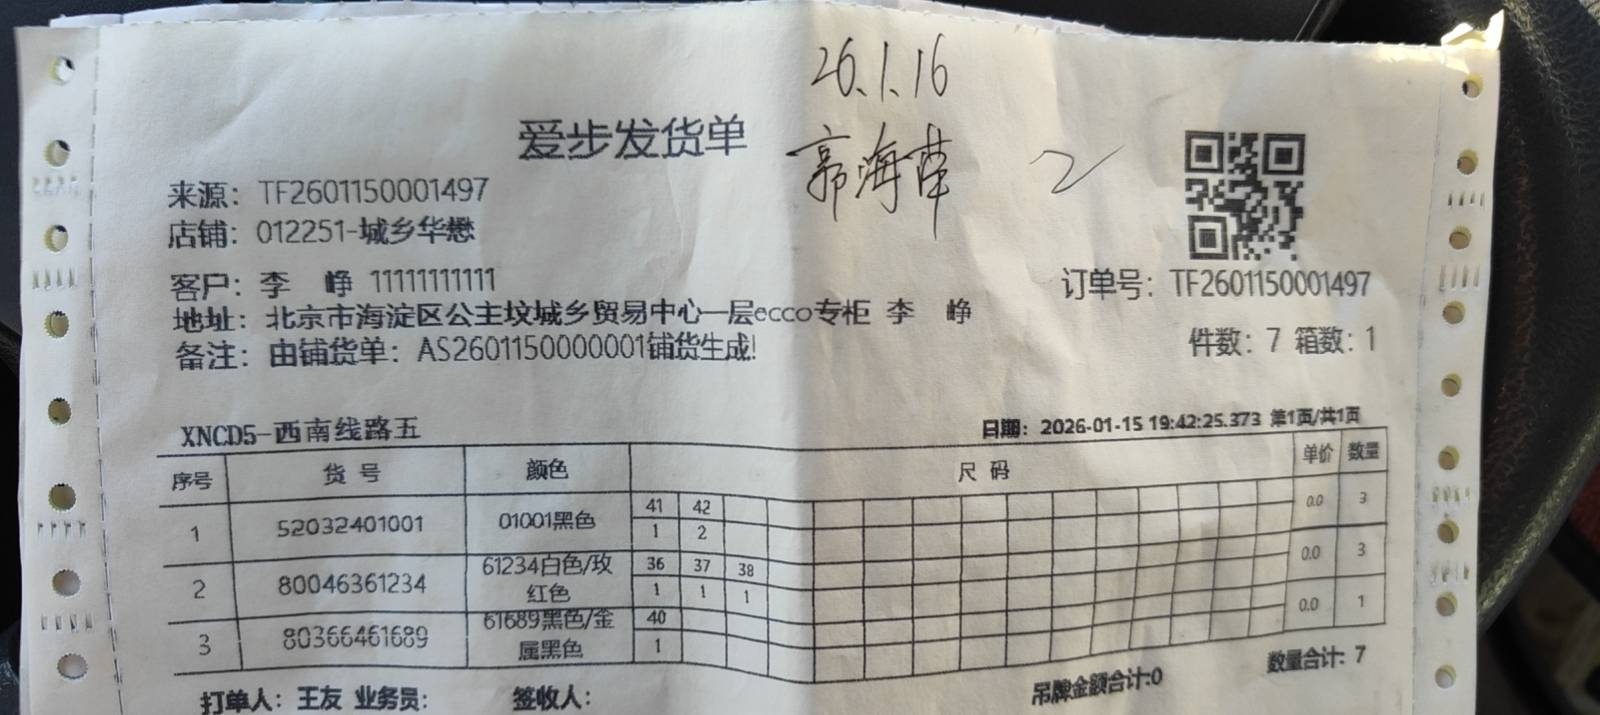 26.1.16
爱步发货单
郭海苹 2
来源: TF2601150001497
店铺: 012251-城乡华懋
客户: 李 峥 11111111111
订单号: TF2601150001497
地址: 北京市海淀区公主坟城乡贸易中心一层ecco专柜 李 峥
备注: 由铺货单: AS2601150000001铺货生成!
件数: 7 箱数: 1
XNCD5-西南线路五
日期: 2026-01-15 19:42:25.373 第1页/共1页
序号 货 号 颜色 尺 码 单价 数量
41 42
1 52032401001 01001黑色 0.0 3
1 2
36 37 38
2 80046361234 61234白色/玫红色 0.0 3
1 1 1
40
3 80366461689 61689黑色/金属黑色 0.0 1
1
打单人: 王友 业务员: 签收人: 吊牌金额合计:0 数量合计: 7